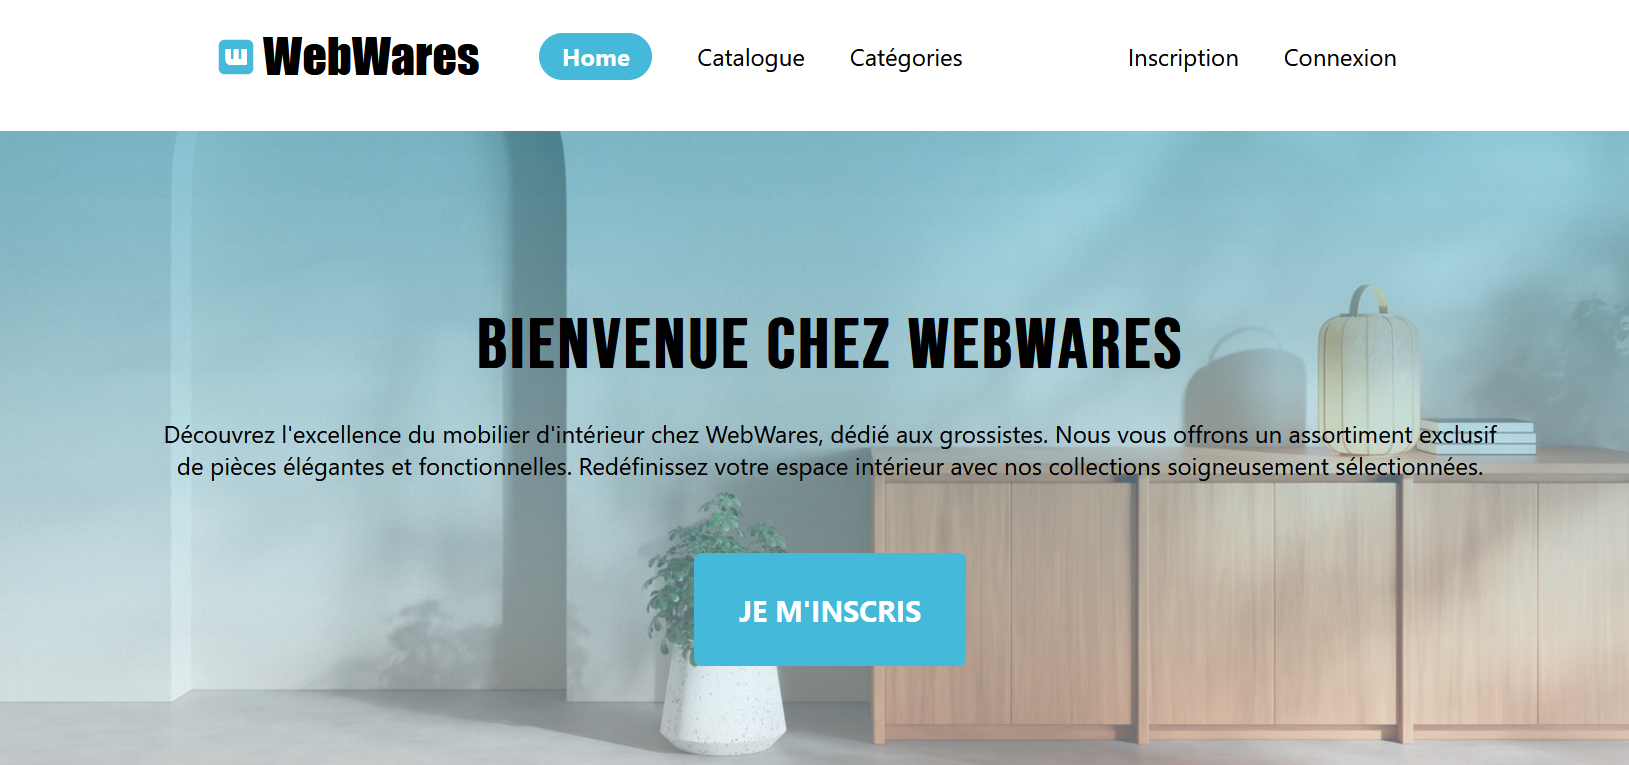 WebWares
Home Catalogue Catégories Inscription Connexion
BIENVENUE CHEZ WEBWARES
Découvrez l'excellence du mobilier d'intérieur chez WebWares, dédié aux grossistes. Nous vous offrons un assortiment exclusif
de pièces élégantes et fonctionnelles. Redéfinissez votre espace intérieur avec nos collections soigneusement sélectionnées.
JE M'INSCRIS